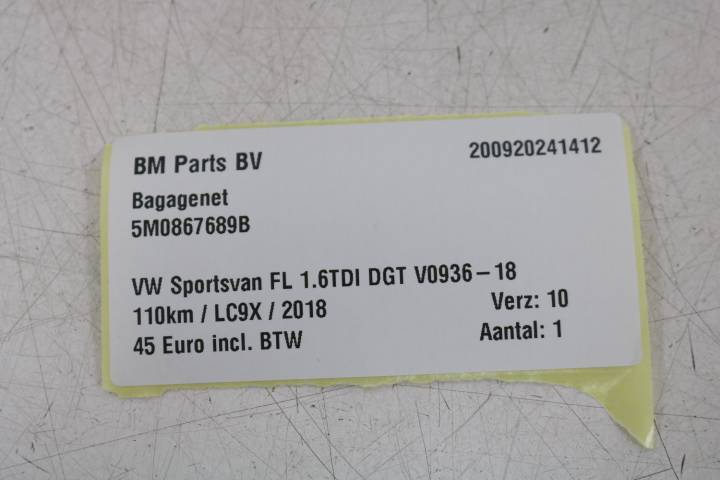 BM Parts BV 200920241412
Bagagenet
5M0867689B
VW Sportsvan FL 1.6TDI DGT V0936-18
110km / LC9X / 2018 Verz: 10
45 Euro incl. BTW Aantal: 1